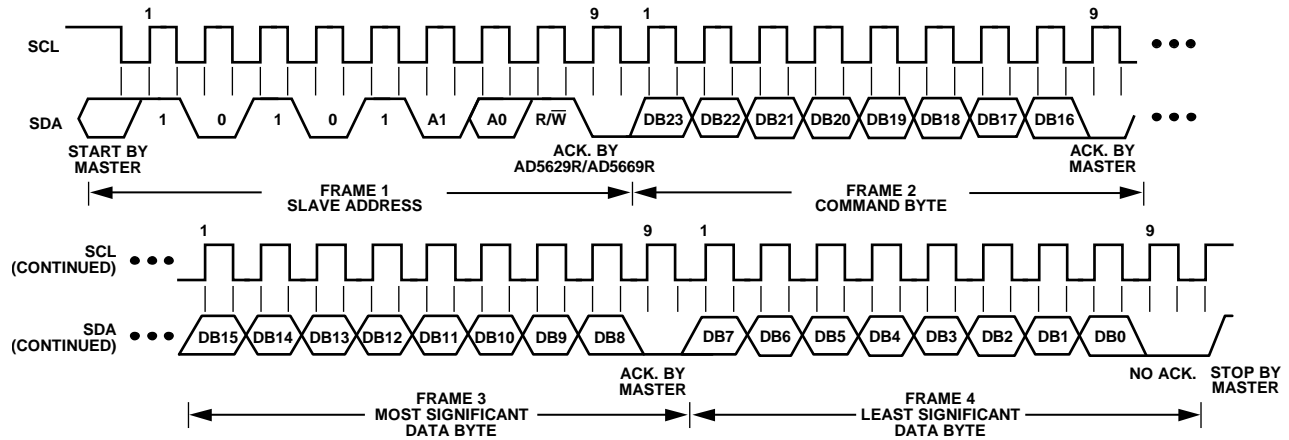 1 9 1 9
SCL
SDA
1 0 1 0 1 A1 A0 R/W̅ DB23 DB22 DB21 DB20 DB19 DB18 DB17 DB16
START BY
MASTER
ACK. BY
AD5629R/AD5669R
ACK. BY
MASTER
FRAME 1
SLAVE ADDRESS
FRAME 2
COMMAND BYTE
1 9 1 9
SCL
(CONTINUED)
SDA
(CONTINUED)
DB15 DB14 DB13 DB12 DB11 DB10 DB9 DB8 DB7 DB6 DB5 DB4 DB3 DB2 DB1 DB0
ACK. BY
MASTER
NO ACK.
STOP BY
MASTER
FRAME 3
MOST SIGNIFICANT
DATA BYTE
FRAME 4
LEAST SIGNIFICANT
DATA BYTE